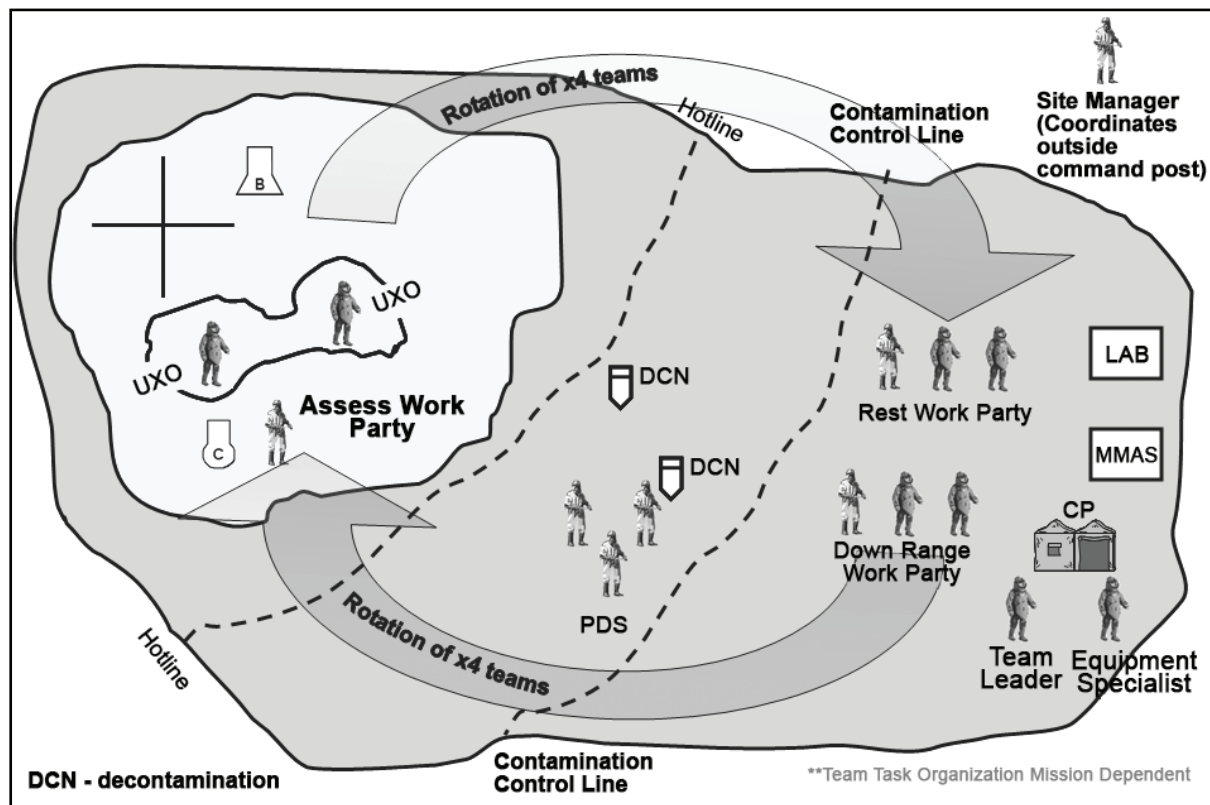 Rotation of x4 teams
Hotline
Contamination
Control Line
Site Manager
(Coordinates
outside
command post)
B
UXO
UXO
Assess Work
Party
C
DCN
DCN
Rest Work Party
LAB
MMAS
CP
Down Range
Work Party
PDS
Team
Leader
Equipment
Specialist
Rotation of x4 teams
Hotline
Contamination
Control Line
DCN - decontamination
**Team Task Organization Mission Dependent